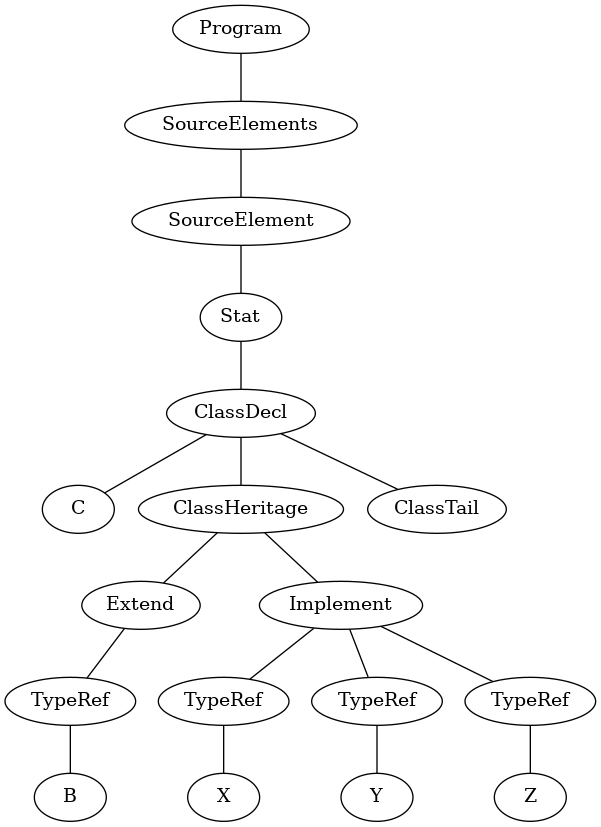 Program
SourceElements
SourceElement
Stat
ClassDecl
C ClassHeritage ClassTail
Extend Implement
TypeRef TypeRef TypeRef TypeRef
B X Y Z